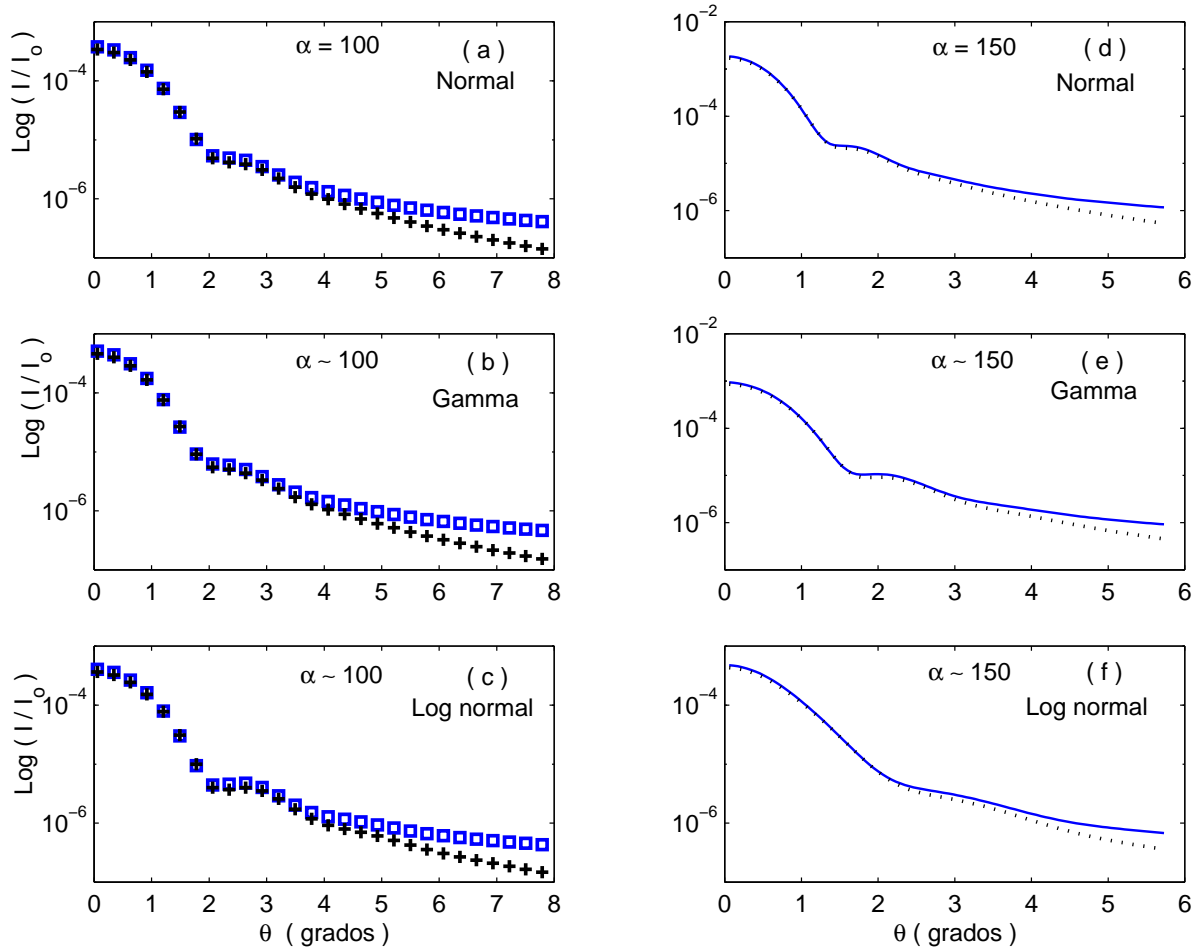 α = 100
( a )
Normal
10⁻⁴
10⁻⁶
Log ( I / Iₒ )
0 1 2 3 4 5 6 7 8
α = 150
( d )
Normal
10⁻²
10⁻⁴
10⁻⁶
0 1 2 3 4 5 6
α ~ 100
( b )
Gamma
10⁻⁴
10⁻⁶
Log ( I / Iₒ )
0 1 2 3 4 5 6 7 8
α ~ 150
( e )
Gamma
10⁻²
10⁻⁴
10⁻⁶
0 1 2 3 4 5 6
α ~ 100
( c )
Log normal
10⁻⁴
10⁻⁶
Log ( I / Iₒ )
0 1 2 3 4 5 6 7 8
θ ( grados )
α ~ 150
( f )
Log normal
10⁻⁴
10⁻⁶
0 1 2 3 4 5 6
θ ( grados )